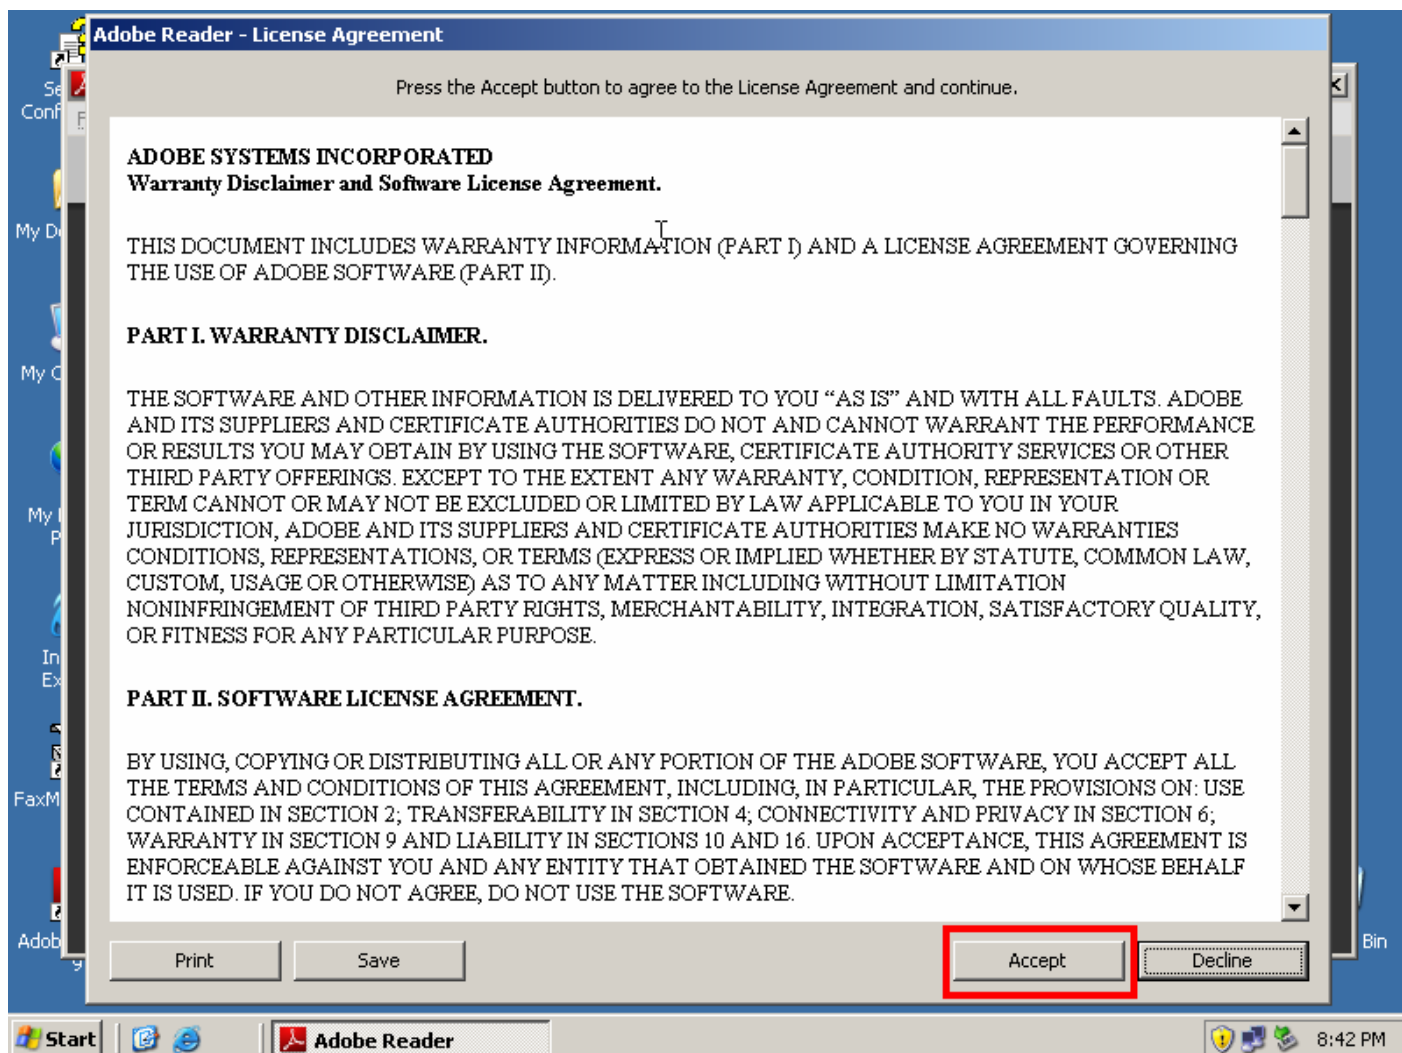 Adobe Reader - License Agreement
Press the Accept button to agree to the License Agreement and continue.
ADOBE SYSTEMS INCORPORATED
Warranty Disclaimer and Software License Agreement.
THIS DOCUMENT INCLUDES WARRANTY INFORMATION (PART I) AND A LICENSE AGREEMENT GOVERNING
THE USE OF ADOBE SOFTWARE (PART II).
PART I. WARRANTY DISCLAIMER.
THE SOFTWARE AND OTHER INFORMATION IS DELIVERED TO YOU “AS IS” AND WITH ALL FAULTS. ADOBE
AND ITS SUPPLIERS AND CERTIFICATE AUTHORITIES DO NOT AND CANNOT WARRANT THE PERFORMANCE
OR RESULTS YOU MAY OBTAIN BY USING THE SOFTWARE, CERTIFICATE AUTHORITY SERVICES OR OTHER
THIRD PARTY OFFERINGS. EXCEPT TO THE EXTENT ANY WARRANTY, CONDITION, REPRESENTATION OR
TERM CANNOT OR MAY NOT BE EXCLUDED OR LIMITED BY LAW APPLICABLE TO YOU IN YOUR
JURISDICTION, ADOBE AND ITS SUPPLIERS AND CERTIFICATE AUTHORITIES MAKE NO WARRANTIES
CONDITIONS, REPRESENTATIONS, OR TERMS (EXPRESS OR IMPLIED WHETHER BY STATUTE, COMMON LAW,
CUSTOM, USAGE OR OTHERWISE) AS TO ANY MATTER INCLUDING WITHOUT LIMITATION
NONINFRINGEMENT OF THIRD PARTY RIGHTS, MERCHANTABILITY, INTEGRATION, SATISFACTORY QUALITY,
OR FITNESS FOR ANY PARTICULAR PURPOSE.
PART II. SOFTWARE LICENSE AGREEMENT.
BY USING, COPYING OR DISTRIBUTING ALL OR ANY PORTION OF THE ADOBE SOFTWARE, YOU ACCEPT ALL
THE TERMS AND CONDITIONS OF THIS AGREEMENT, INCLUDING, IN PARTICULAR, THE PROVISIONS ON: USE
CONTAINED IN SECTION 2; TRANSFERABILITY IN SECTION 4; CONNECTIVITY AND PRIVACY IN SECTION 6;
WARRANTY IN SECTION 9 AND LIABILITY IN SECTIONS 10 AND 16. UPON ACCEPTANCE, THIS AGREEMENT IS
ENFORCEABLE AGAINST YOU AND ANY ENTITY THAT OBTAINED THE SOFTWARE AND ON WHOSE BEHALF
IT IS USED. IF YOU DO NOT AGREE, DO NOT USE THE SOFTWARE.
Print
Save
Accept
Decline
Se
Conf
My D
My
My
P
In
Ex
FaxM
Adob
9
Bin
Start
Adobe Reader
8:42 PM